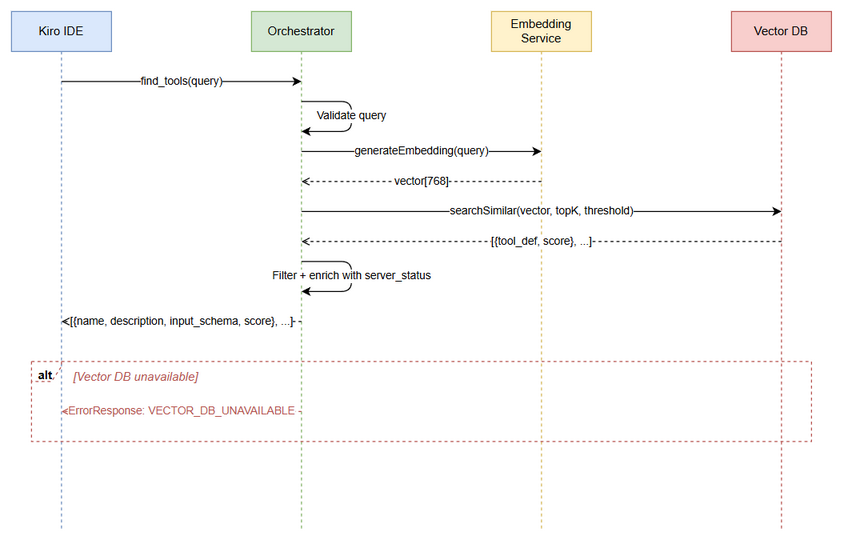 Kiro IDE
Orchestrator
Embedding
Service
Vector DB
find_tools(query)
Validate query
generateEmbedding(query)
vector[768]
searchSimilar(vector, topK, threshold)
[{tool_def, score}, ...]
Filter + enrich with server_status
[{name, description, input_schema, score}, ...]
alt
[Vector DB unavailable]
ErrorResponse: VECTOR_DB_UNAVAILABLE